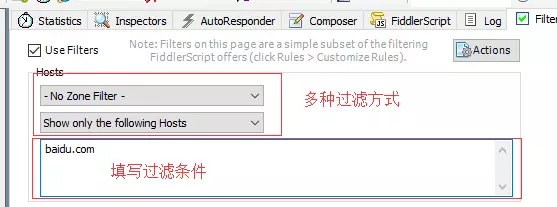 Statistics Inspectors AutoResponder Composer FiddlerScript Log Filte
Use Filters Note: Filters on this page are a simple subset of the filtering Actions
FiddlerScript offers (click Rules > Customize Rules).
Hosts
- No Zone Filter -
多种过滤方式
Show only the following Hosts
baidu.com
填写过滤条件